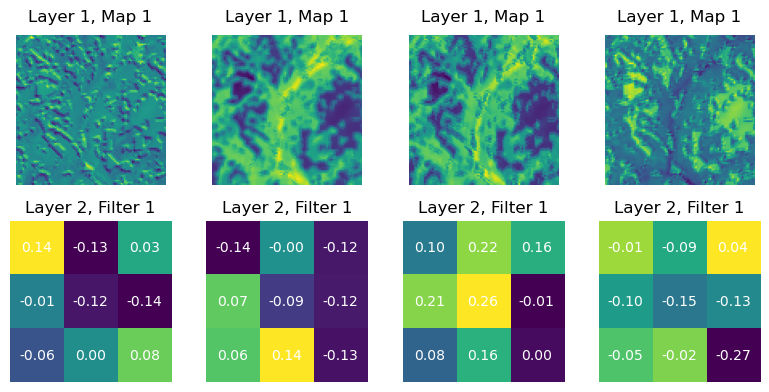 Layer 1, Map 1 Layer 1, Map 1 Layer 1, Map 1 Layer 1, Map 1
Layer 2, Filter 1 Layer 2, Filter 1 Layer 2, Filter 1 Layer 2, Filter 1
0.14 -0.13 0.03 -0.14 -0.00 -0.12 0.10 0.22 0.16 -0.01 -0.09 0.04
-0.01 -0.12 -0.14 0.07 -0.09 -0.12 0.21 0.26 -0.01 -0.10 -0.15 -0.13
-0.06 0.00 0.08 0.06 0.14 -0.13 0.08 0.16 0.00 -0.05 -0.02 -0.27